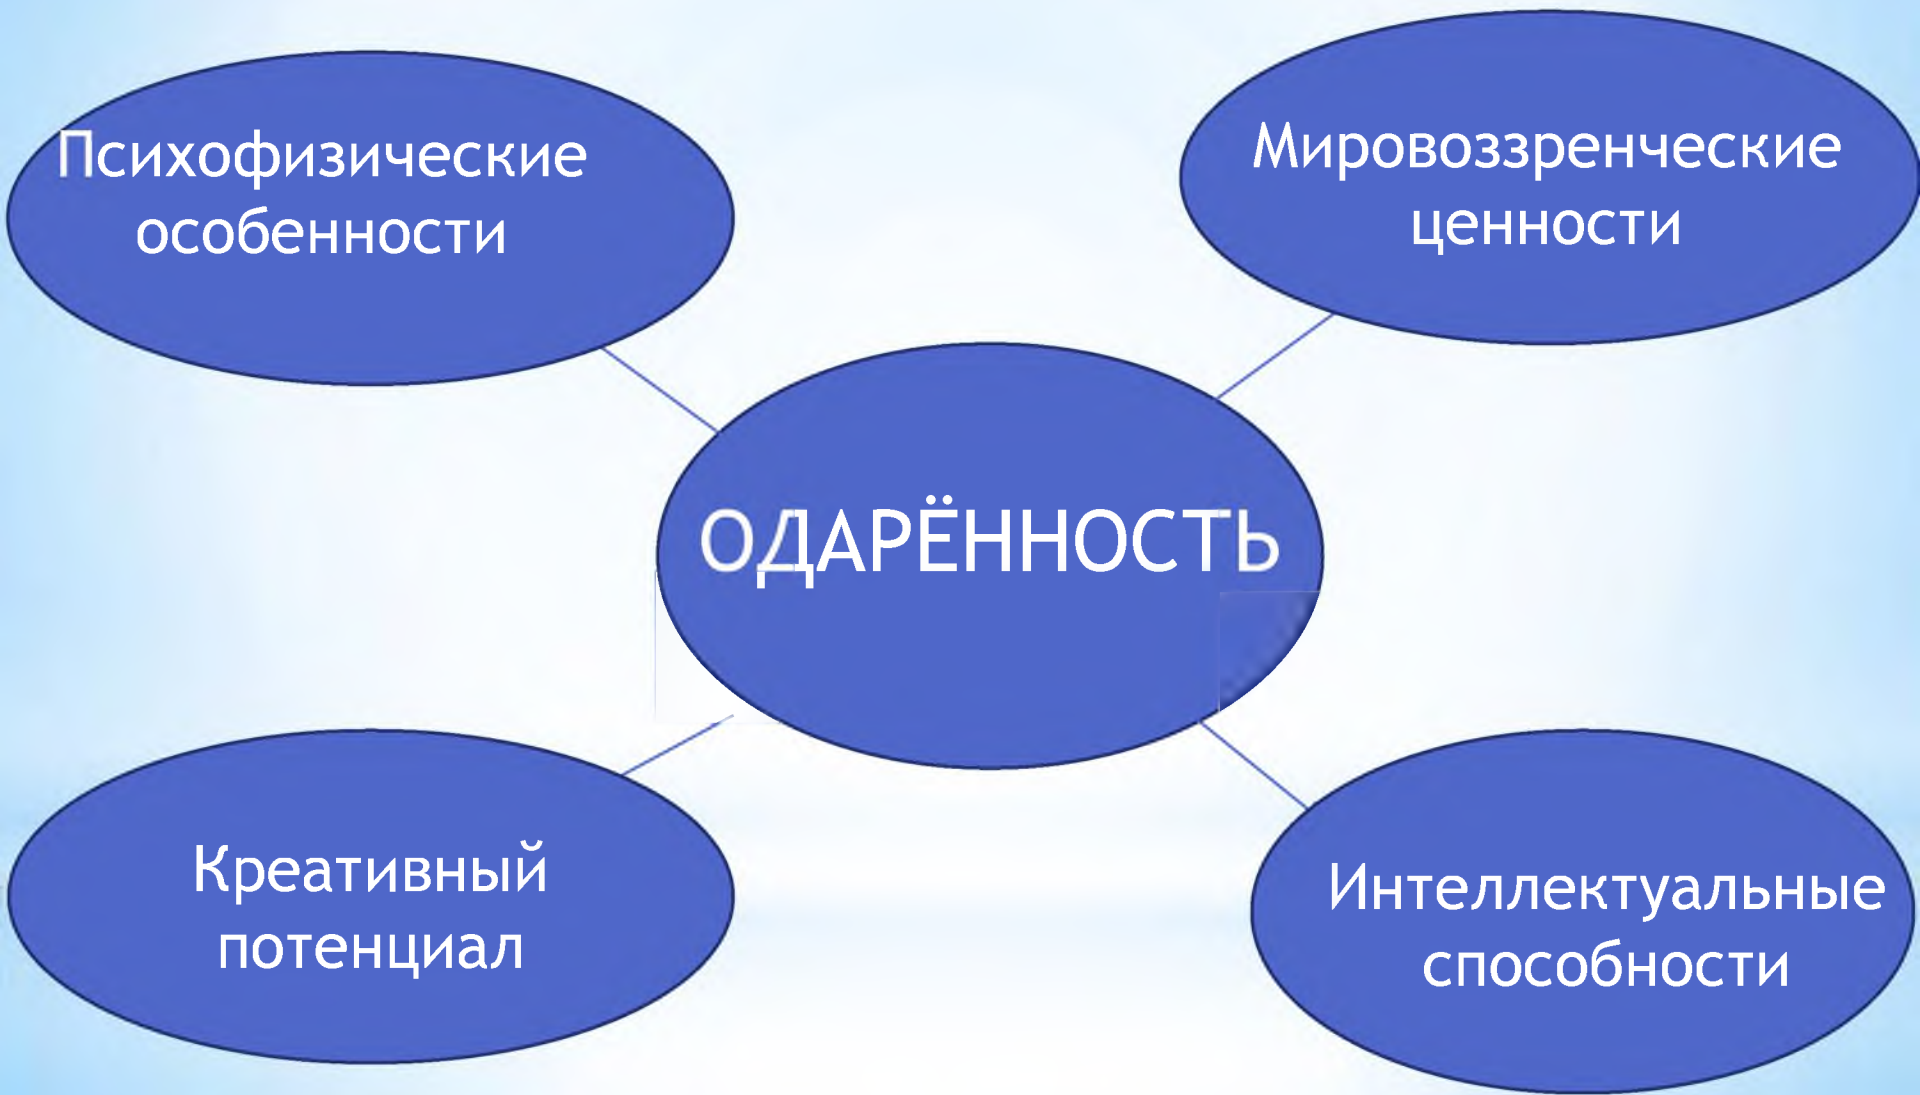 Психофизические
особенности
Мировоззренческие
ценности
ОДАРЁННОСТЬ
Креативный
потенциал
Интеллектуальные
способности